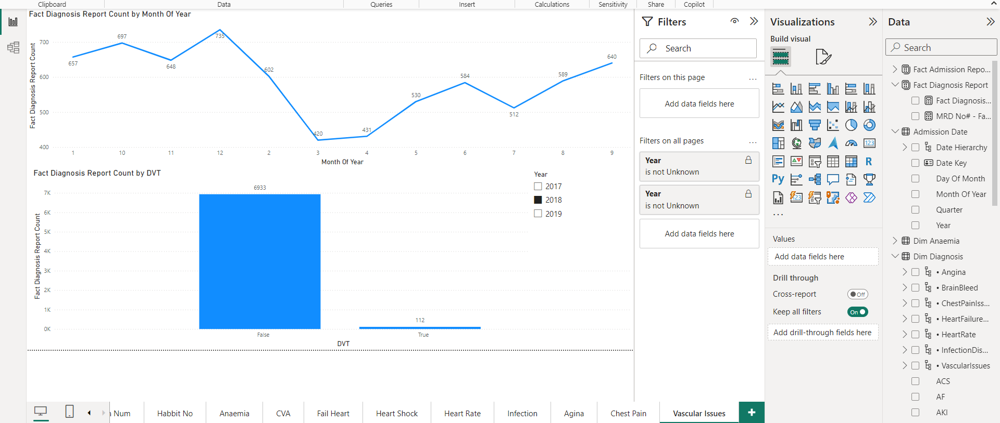 Clipboard
Data
Queries
Insert
Calculations
Sensitivity
Share
Copilot
Fact Diagnosis Report Count by Month Of Year
Fact Diagnosis Report Count
700
600
500
400
657
697
648
735
602
420
431
530
584
512
589
640
1
10
11
12
2
3
4
5
6
7
8
9
Month Of Year
Fact Diagnosis Report Count by DVT
Fact Diagnosis Report Count
7K
6K
5K
4K
3K
2K
1K
0K
6933
112
False
True
DVT
Year
2017
2018
2019
Num
Habbit No
Anaemia
CVA
Fail Heart
Heart Shock
Heart Rate
Infection
Agina
Chest Pain
Vascular Issues
+
Filters
Search
Filters on this page
...
Add data fields here
Filters on all pages
...
Year
is not Unknown
Year
is not Unknown
Add data fields here
Visualizations
Build visual
123
R
Py
123
...
Values
Add data fields here
Drill through
Cross-report
Off
Keep all filters
On
Add drill-through fields here
Data
Search
Fact Admission Repo...
Fact Diagnosis Report
Fact Diagnosis...
MRD No# - Fa...
Admission Date
Date Hierarchy
Date Key
Day Of Month
Month Of Year
Quarter
Year
Dim Anaemia
Dim Diagnosis
• Angina
• BrainBleed
• ChestPainIss...
• HeartFailure...
• HeartRate
• InfectionDis...
• VascularIssues
ACS
AF
AKI